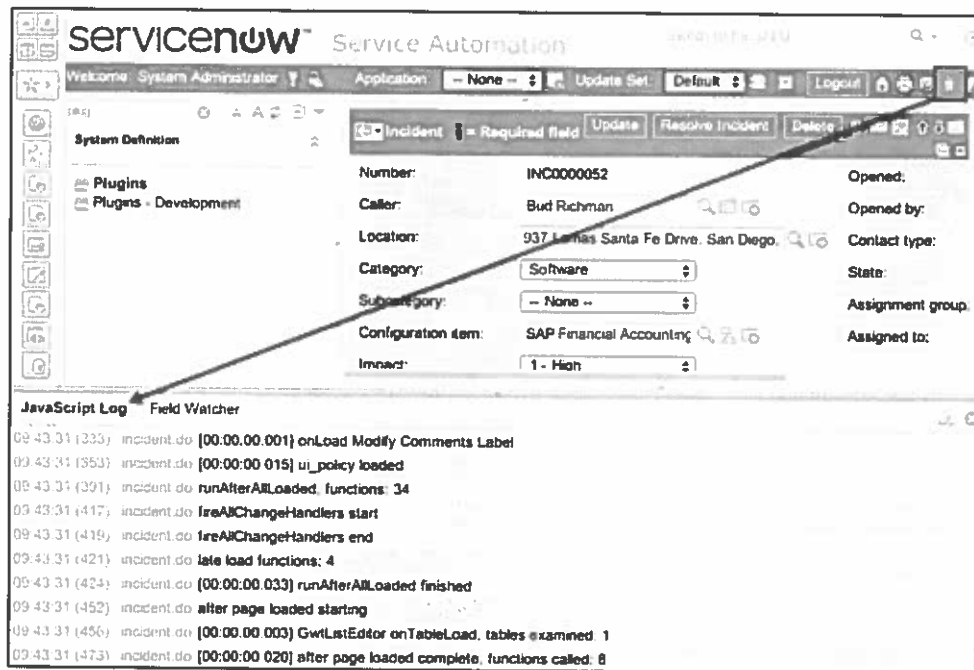 servicenow™ Service Automation
Welcome: System Administrator Application: -- None -- Update Set: Default Logout
System Definition
Incident = Required field Update Resolve Incident Delete
Plugins
Plugins - Development
Number: INC0000052 Opened:
Caller: Bud Richman Opened by:
Location: 937 Lomas Santa Fe Drive, San Diego, Contact type:
Category: Software State:
Subcategory: -- None -- Assignment group:
Configuration item: SAP Financial Accounting Assigned to:
Impact: 1 - High
JavaScript Log Field Watcher
09:43:31 (333) incident.do [00:00:00.001] onLoad Modify Comments Label
09:43:31 (353) incident.do [00:00:00.015] ui_policy loaded
09:43:31 (391) incident.do runAfterAllLoaded, functions: 34
09:43:31 (417) incident.do fireAllChangeHandlers start
09:43:31 (419) incident.do fireAllChangeHandlers end
09:43:31 (421) incident.do late load functions: 4
09:43:31 (424) incident.do [00:00:00.033] runAfterAllLoaded finished
09:43:31 (452) incident.do after page loaded starting
09:43:31 (456) incident.do [00:00:00.003] GwtListEditor onTableLoad, tables examined: 1
09:43:31 (473) incident.do [00:00:00.020] after page loaded complete, functions called: 6